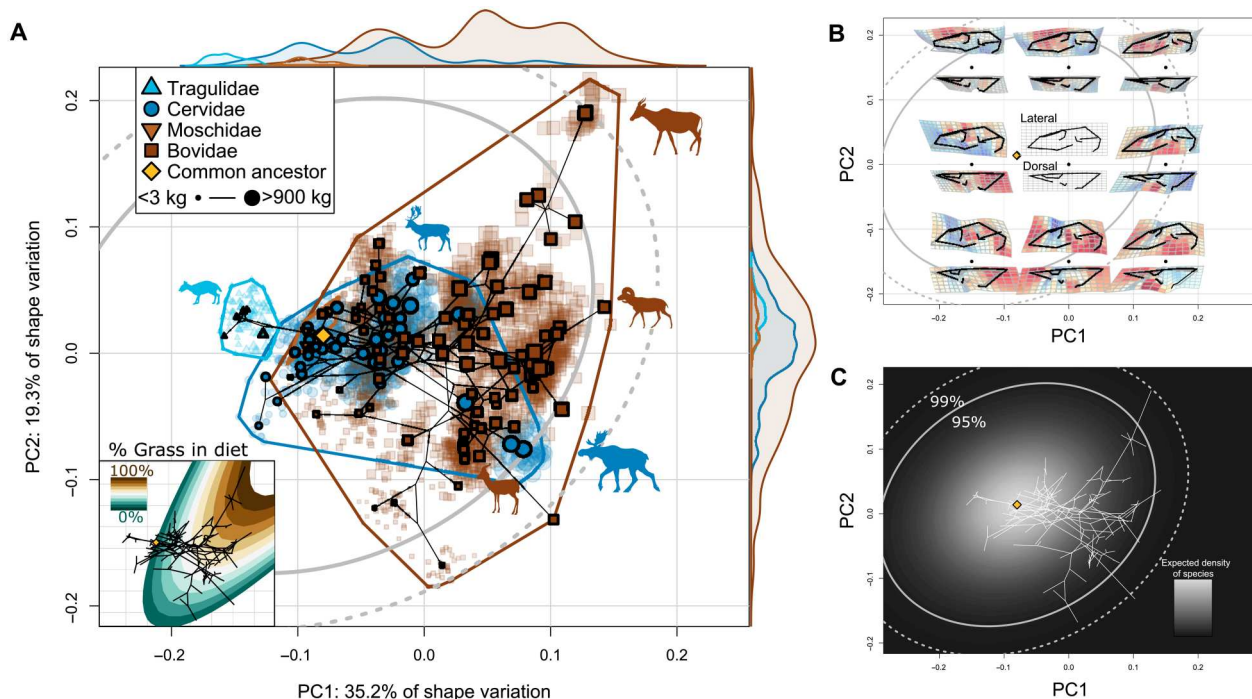 A
Tragulidae
Cervidae
Moschidae
Bovidae
Common ancestor
<3 kg >900 kg
PC2: 19.3% of shape variation
0.2
0.1
0.0
−0.1
−0.2
% Grass in diet
100%
0%
−0.2 −0.1 0.0 0.1 0.2
PC1: 35.2% of shape variation
B
PC2
0.2
0.1
0.0
-0.1
-0.2
Lateral
Dorsal
-0.2 -0.1 0.0 0.1 0.2
PC1
C
PC2
0.2
0.1
0.0
-0.1
-0.2
99%
95%
Expected density
of species
-0.2 -0.1 0.0 0.1 0.2
PC1